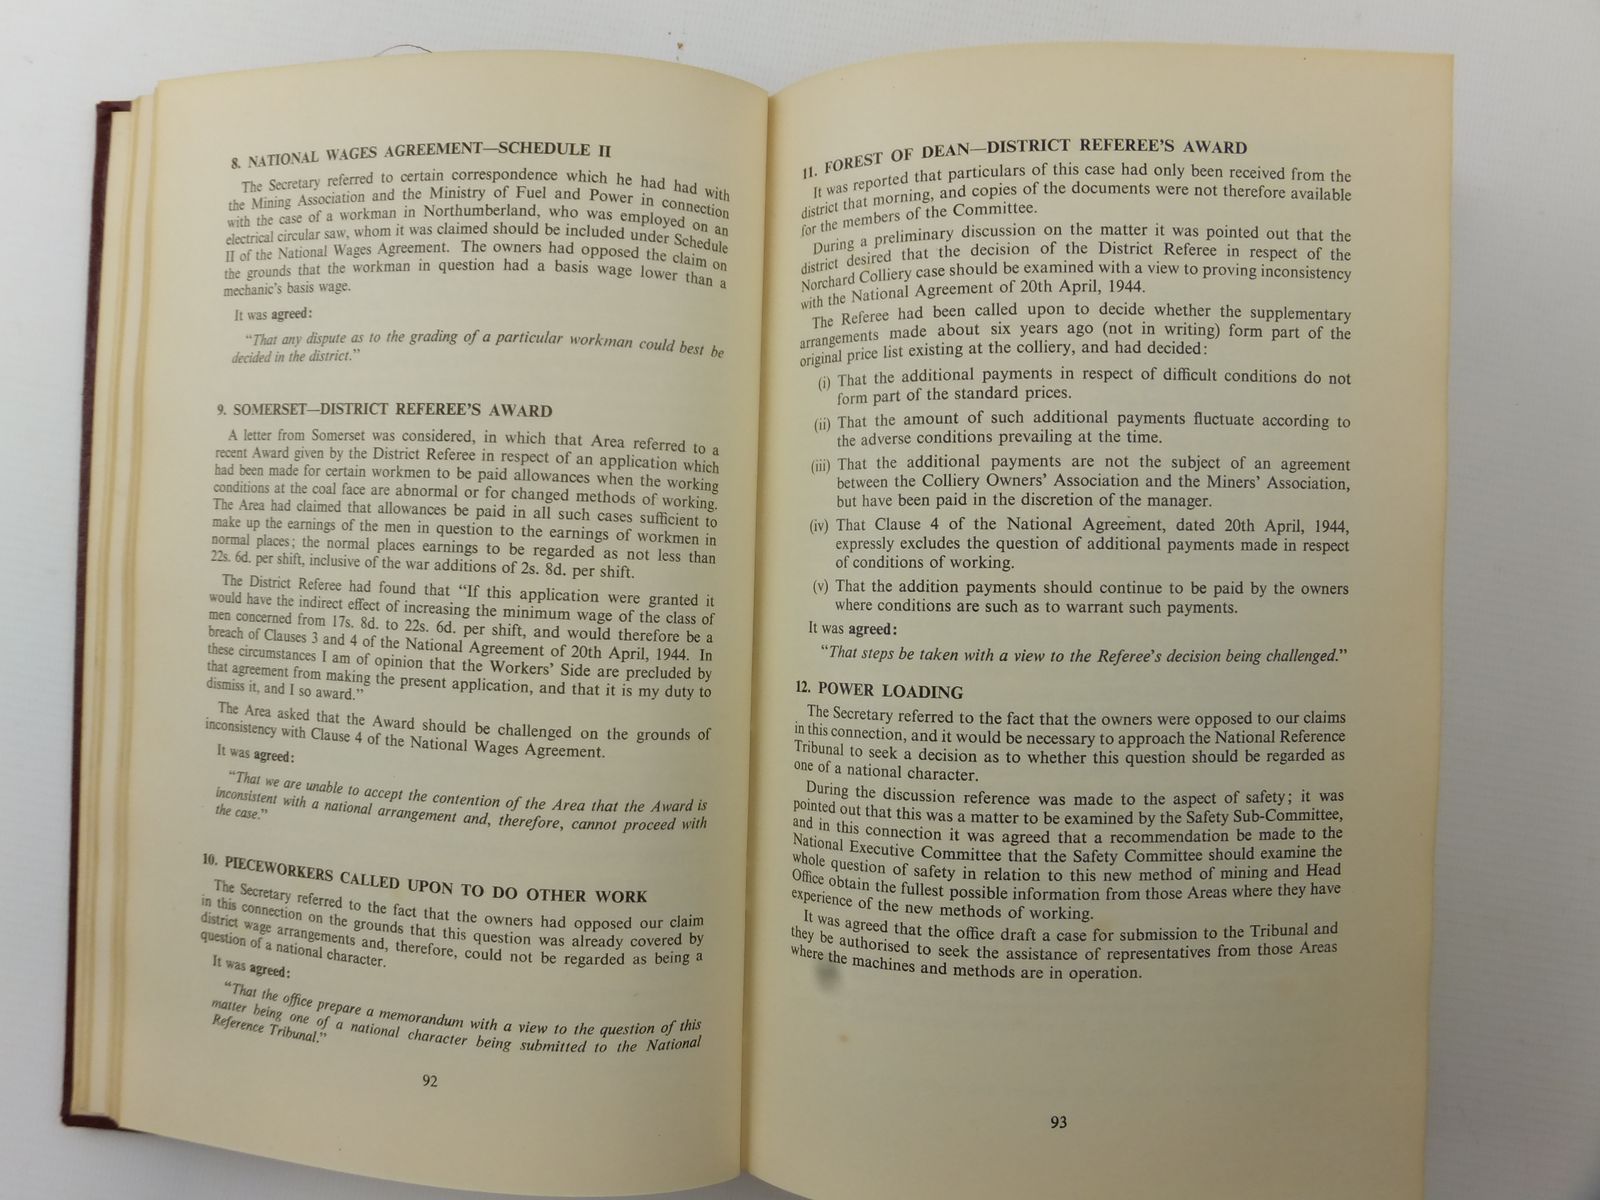 8. NATIONAL WAGES AGREEMENT—SCHEDULE II
The Secretary referred to certain correspondence which he had had with
the Mining Association and the Ministry of Fuel and Power in connection
with the case of a workman in Northumberland, who was employed on an
electrical circular saw, whom it was claimed should be included under Schedule
II of the National Wages Agreement. The owners had opposed the claim on
the grounds that the workman in question had a basis wage lower than a
mechanic's basis wage.
It was agreed:
“That any dispute as to the grading of a particular workman could best be
decided in the district.”
9. SOMERSET—DISTRICT REFEREE'S AWARD
A letter from Somerset was considered, in which that Area referred to a
recent Award given by the District Referee in respect of an application which
had been made for certain workmen to be paid allowances when the working
conditions at the coal face are abnormal or for changed methods of working.
The Area had claimed that allowances be paid in all such cases sufficient to
make up the earnings of the men in question to the earnings of workmen in
normal places; the normal places earnings to be regarded as not less than
22s. 6d. per shift, inclusive of the war additions of 2s. 8d. per shift.
The District Referee had found that “If this application were granted it
would have the indirect effect of increasing the minimum wage of the class of
men concerned from 17s. 8d. to 22s. 6d. per shift, and would therefore be a
breach of Clauses 3 and 4 of the National Agreement of 20th April, 1944. In
these circumstances I am of opinion that the Workers' Side are precluded by
that agreement from making the present application, and that it is my duty to
dismiss it, and I so award.”
The Area asked that the Award should be challenged on the grounds of
inconsistency with Clause 4 of the National Wages Agreement.
It was agreed:
“That we are unable to accept the contention of the Area that the Award is
inconsistent with a national arrangement and, therefore, cannot proceed with
the case.”
10. PIECEWORKERS CALLED UPON TO DO OTHER WORK
The Secretary referred to the fact that the owners had opposed our claim
in this connection on the grounds that this question was already covered by
district wage arrangements and, therefore, could not be regarded as being a
question of a national character.
It was agreed:
“That the office prepare a memorandum with a view to the question of this
matter being one of a national character being submitted to the National
Reference Tribunal.”
92
11. FOREST OF DEAN—DISTRICT REFEREE'S AWARD
It was reported that particulars of this case had only been received from the
district that morning, and copies of the documents were not therefore available
for the members of the Committee.
During a preliminary discussion on the matter it was pointed out that the
district desired that the decision of the District Referee in respect of the
Norchard Colliery case should be examined with a view to proving inconsistency
with the National Agreement of 20th April, 1944.
The Referee had been called upon to decide whether the supplementary
arrangements made about six years ago (not in writing) form part of the
original price list existing at the colliery, and had decided:
(i) That the additional payments in respect of difficult conditions do not
form part of the standard prices.
(ii) That the amount of such additional payments fluctuate according to
the adverse conditions prevailing at the time.
(iii) That the additional payments are not the subject of an agreement
between the Colliery Owners' Association and the Miners' Association,
but have been paid in the discretion of the manager.
(iv) That Clause 4 of the National Agreement, dated 20th April, 1944,
expressly excludes the question of additional payments made in respect
of conditions of working.
(v) That the addition payments should continue to be paid by the owners
where conditions are such as to warrant such payments.
It was agreed:
“That steps be taken with a view to the Referee's decision being challenged.”
12. POWER LOADING
The Secretary referred to the fact that the owners were opposed to our claims
in this connection, and it would be necessary to approach the National Reference
Tribunal to seek a decision as to whether this question should be regarded as
one of a national character.
During the discussion reference was made to the aspect of safety; it was
pointed out that this was a matter to be examined by the Safety Sub-Committee,
and in this connection it was agreed that a recommendation be made to the
National Executive Committee that the Safety Committee should examine the
whole question of safety in relation to this new method of mining and Head
Office obtain the fullest possible information from those Areas where they have
experience of the new methods of working.
It was agreed that the office draft a case for submission to the Tribunal and
they be authorised to seek the assistance of representatives from those Areas
where the machines and methods are in operation.
93